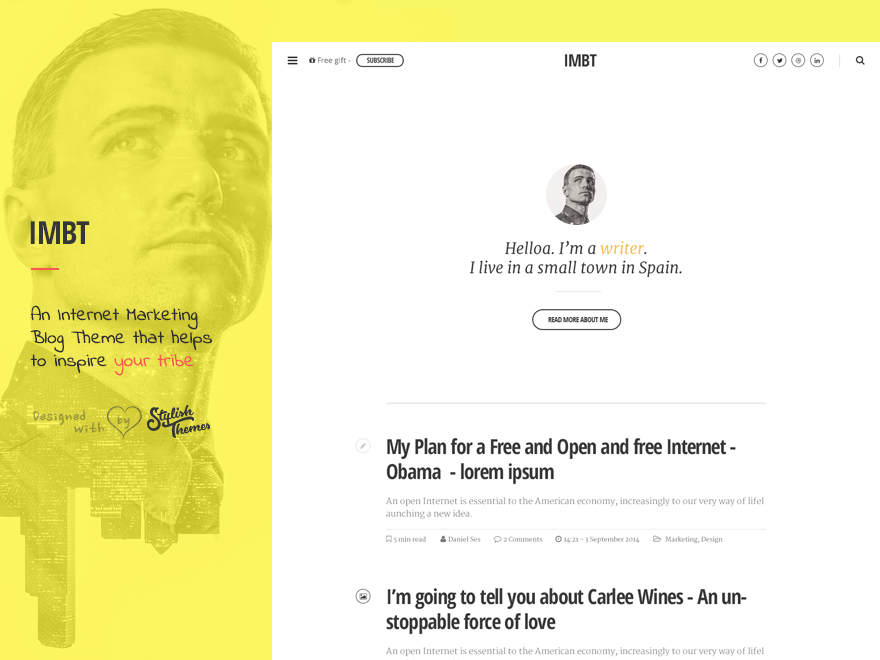 IMBT
An Internet Marketing
Blog Theme that helps
to inspire your tribe
Designed
with by Stylish
Themes
Free gift - SUBSCRIBE
IMBT
Helloa. I'm a writer.
I live in a small town in Spain.
READ MORE ABOUT ME
My Plan for a Free and Open and free Internet -
Obama - lorem ipsum
An open Internet is essential to the American economy, increasingly to our very way of lifel
aunching a new idea.
5 min read Daniel Ses 2 Comments 14:21 - 3 September 2014 Marketing, Design
I'm going to tell you about Carlee Wines - An un-
stoppable force of love
An open Internet is essential to the American economy, increasingly to our very way of lifel